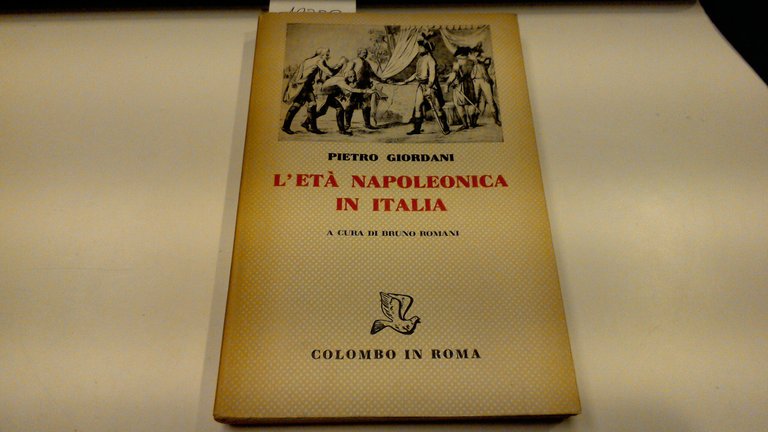 PIETRO GIORDANI
L'ETÀ NAPOLEONICA
IN ITALIA
A CURA DI BRUNO ROMANI
COLOMBO IN ROMA